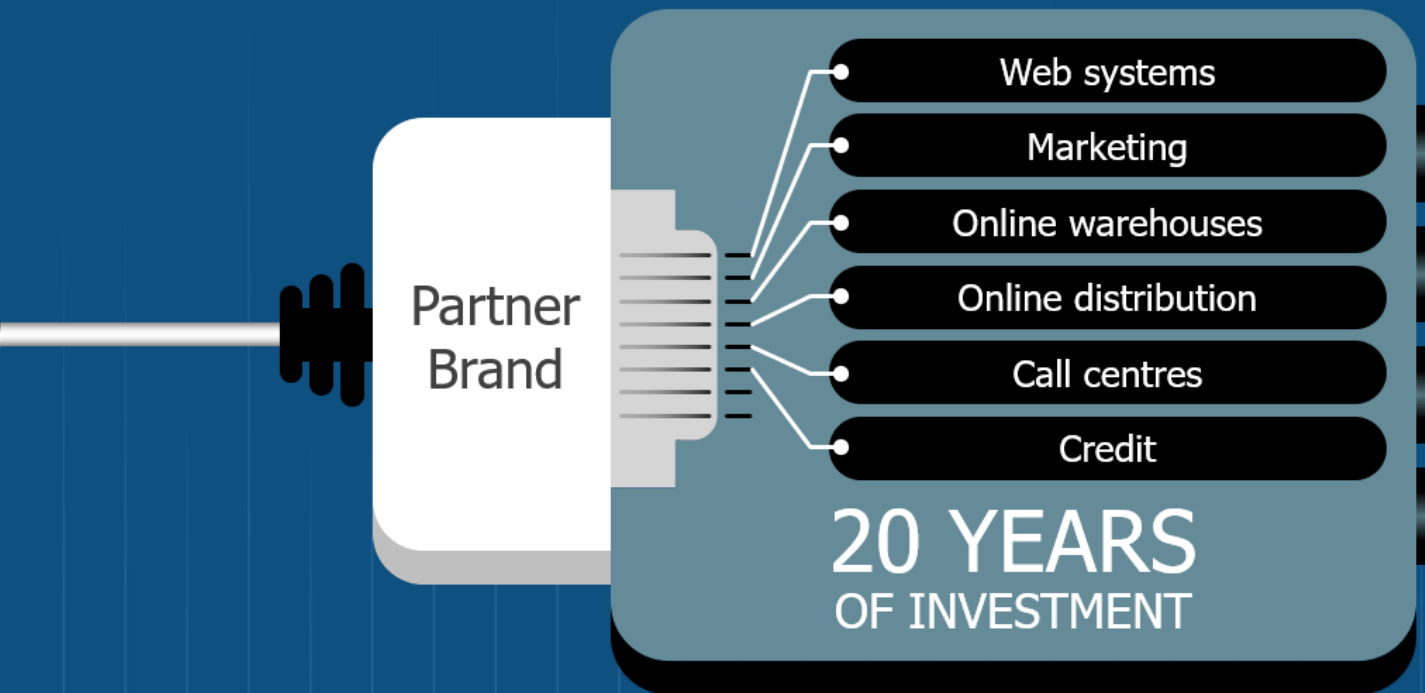 Partner
Brand
Web systems
Marketing
Online warehouses
Online distribution
Call centres
Credit
20 YEARS
OF INVESTMENT